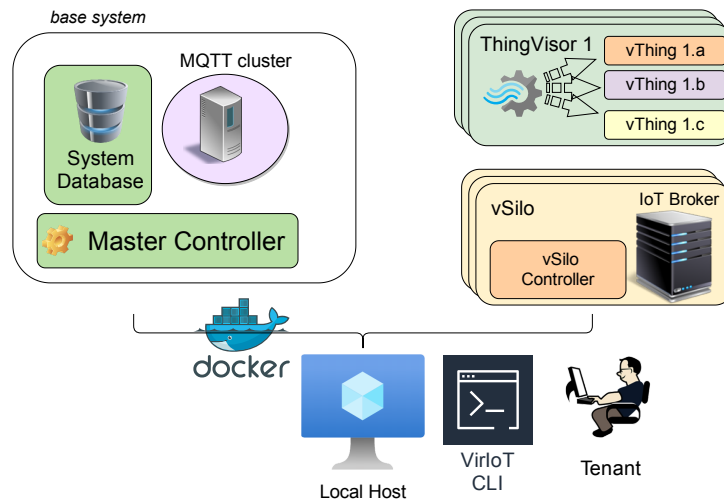 base system
MQTT cluster
System
Database
Master Controller
ThingVisor 1
vThing 1.a
vThing 1.b
vThing 1.c
vSilo
IoT Broker
vSilo
Controller
docker
Local Host
VirIoT
CLI
Tenant